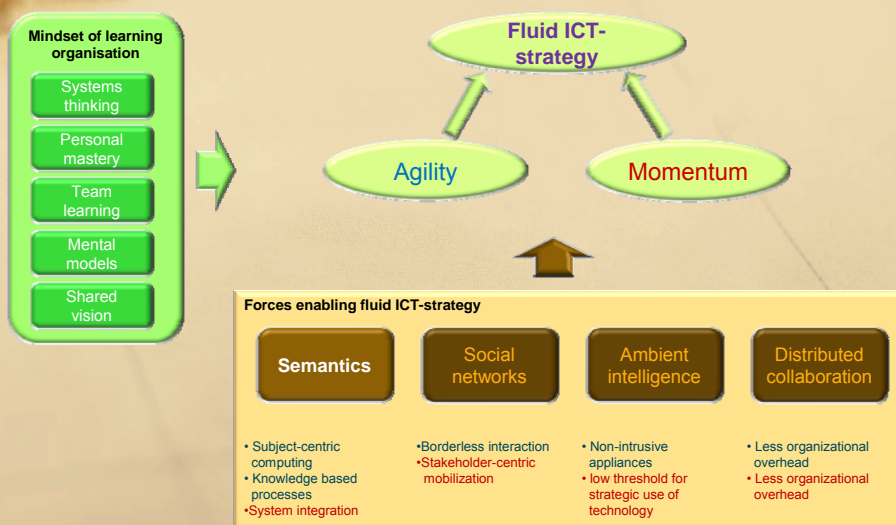 Mindset of learning
organisation
Systems
thinking
Personal
mastery
Team
learning
Mental
models
Shared
vision
Fluid ICT-
strategy
Agility
Momentum
Forces enabling fluid ICT-strategy
Semantics
Social
networks
Ambient
intelligence
Distributed
collaboration
• Subject-centric
computing
• Knowledge based
processes
•System integration
•Borderless interaction
•Stakeholder-centric
mobilization
• Non-intrusive
appliances
• low threshold for
strategic use of
technology
• Less organizational
overhead
• Less organizational
overhead